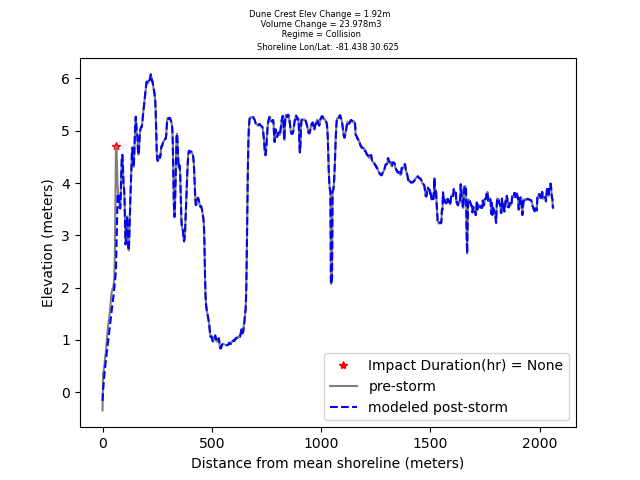 Dune Crest Elev Change = 1.92m
Volume Change = 23.978m3
Regime = Collision
Shoreline Lon/Lat: -81.438 30.625
6
5
4
3
2
1
0
Elevation (meters)
Impact Duration(hr) = None
pre-storm
modeled post-storm
0 500 1000 1500 2000
Distance from mean shoreline (meters)